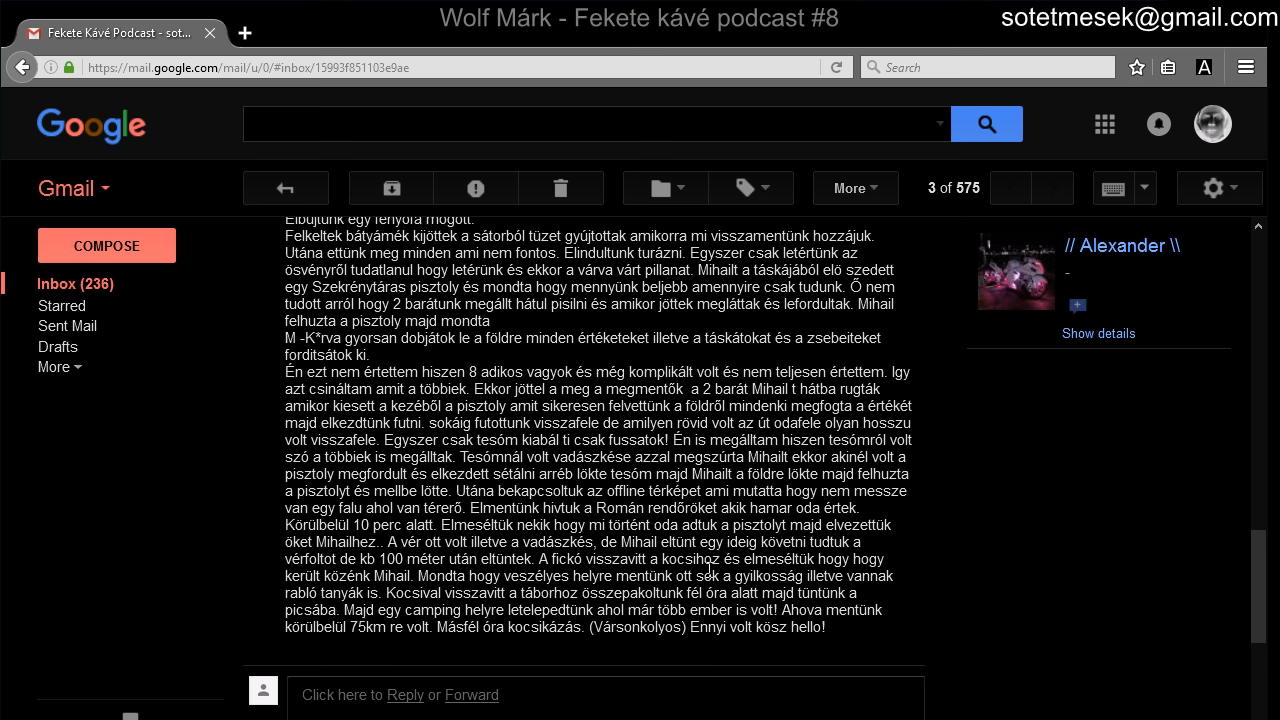 Wolf Márk - Fekete kávé podcast #8
sotetmesek@gmail.com
Fekete Kávé Podcast - sot...
https://mail.google.com/mail/u/0/#inbox/15993f851103e9ae
Search
A
Google
Gmail
More
3 of 575
COMPOSE
Inbox (236)
Starred
Sent Mail
Drafts
More
Elbújtunk egy fenyőfa mögött.
Felkeltek bátyámék kijöttek a sátorból tüzet gyújtottak amikorra mi visszamentünk hozzájuk.
Utána ettünk meg minden ami nem fontos. Elindultunk turázni. Egyszer csak letértünk az
ösvényről tudatlanul hogy letérünk és ekkor a várva várt pillanat. Mihailt a táskájából elö szedett
egy Szekrénytáras pisztoly és mondta hogy mennyünk beljebb amennyire csak tudunk. Ő nem
tudott arról hogy 2 barátunk megállt hátul pisilni és amikor jöttek megláttak és lefordultak. Mihail
felhuzta a pisztoly majd mondta
M -K*rva gyorsan dobjátok le a földre minden értéketeket illetve a táskátokat és a zsebeiteket
forditsátok ki.
Én ezt nem értettem hiszen 8 adikos vagyok és még komplikált volt és nem teljesen értettem. Igy
azt csináltam amit a többiek. Ekkor jöttel a meg a megmentők  a 2 barát Mihail t hátba rugták
amikor kiesett a kezéből a pisztoly amit sikeresen felvettünk a földről mindenki megfogta a értékét
majd elkezdtünk futni. sokáig futottunk visszafele de amilyen rövid volt az út odafele olyan hosszu
volt visszafele. Egyszer csak tesóm kiabál ti csak fussatok! Én is megálltam hiszen tesómról volt
szó a többiek is megálltak. Tesómnál volt vadászkése azzal megszúrta Mihailt ekkor akinél volt a
pisztoly megfordult és elkezdett sétálni arréb lökte tesóm majd Mihailt a földre lökte majd felhuzta
a pisztolyt és mellbe lötte. Utána bekapcsoltuk az offline térképet ami mutatta hogy nem messze
van egy falu ahol van térerő. Elmentünk hivtuk a Román rendőröket akik hamar oda értek.
Körülbelül 10 perc alatt. Elmeséltük nekik hogy mi történt oda adtuk a pisztolyt majd elvezettük
öket Mihailhez.. A vér ott volt illetve a vadászkés, de Mihail eltünt egy ideig követni tudtuk a
vérfoltot de kb 100 méter után eltüntek. A fickó visszavitt a kocsihoz és elmeséltük hogy hogy
került közénk Mihail. Mondta hogy veszélyes helyre mentünk ott sok a gyilkosság illetve vannak
rabló tanyák is. Kocsival visszavitt a táborhoz összepakoltunk fél óra alatt majd tüntünk a
picsába. Majd egy camping helyre letelepedtünk ahol már több ember is volt! Ahova mentünk
körülbelül 75km re volt. Másfél óra kocsikázás. (Vársonkolyos) Ennyi volt kösz hello!
// Alexander \\
-
Show details
Click here to Reply or Forward